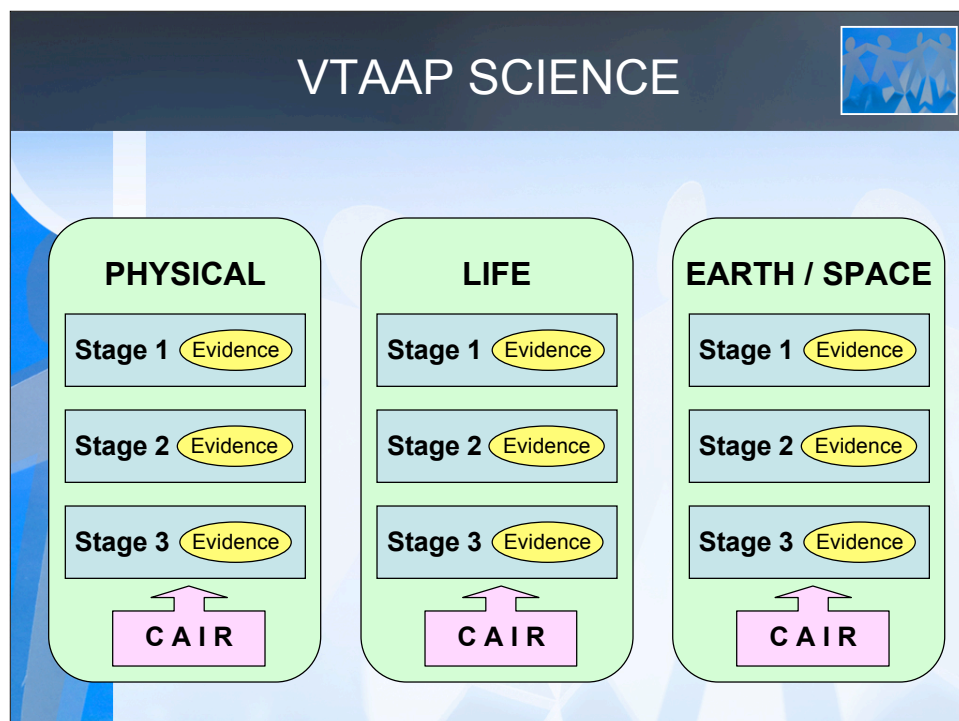 VTAAP SCIENCE
PHYSICAL
Stage 1 Evidence
Stage 2 Evidence
Stage 3 Evidence
C A I R
LIFE
Stage 1 Evidence
Stage 2 Evidence
Stage 3 Evidence
C A I R
EARTH / SPACE
Stage 1 Evidence
Stage 2 Evidence
Stage 3 Evidence
C A I R